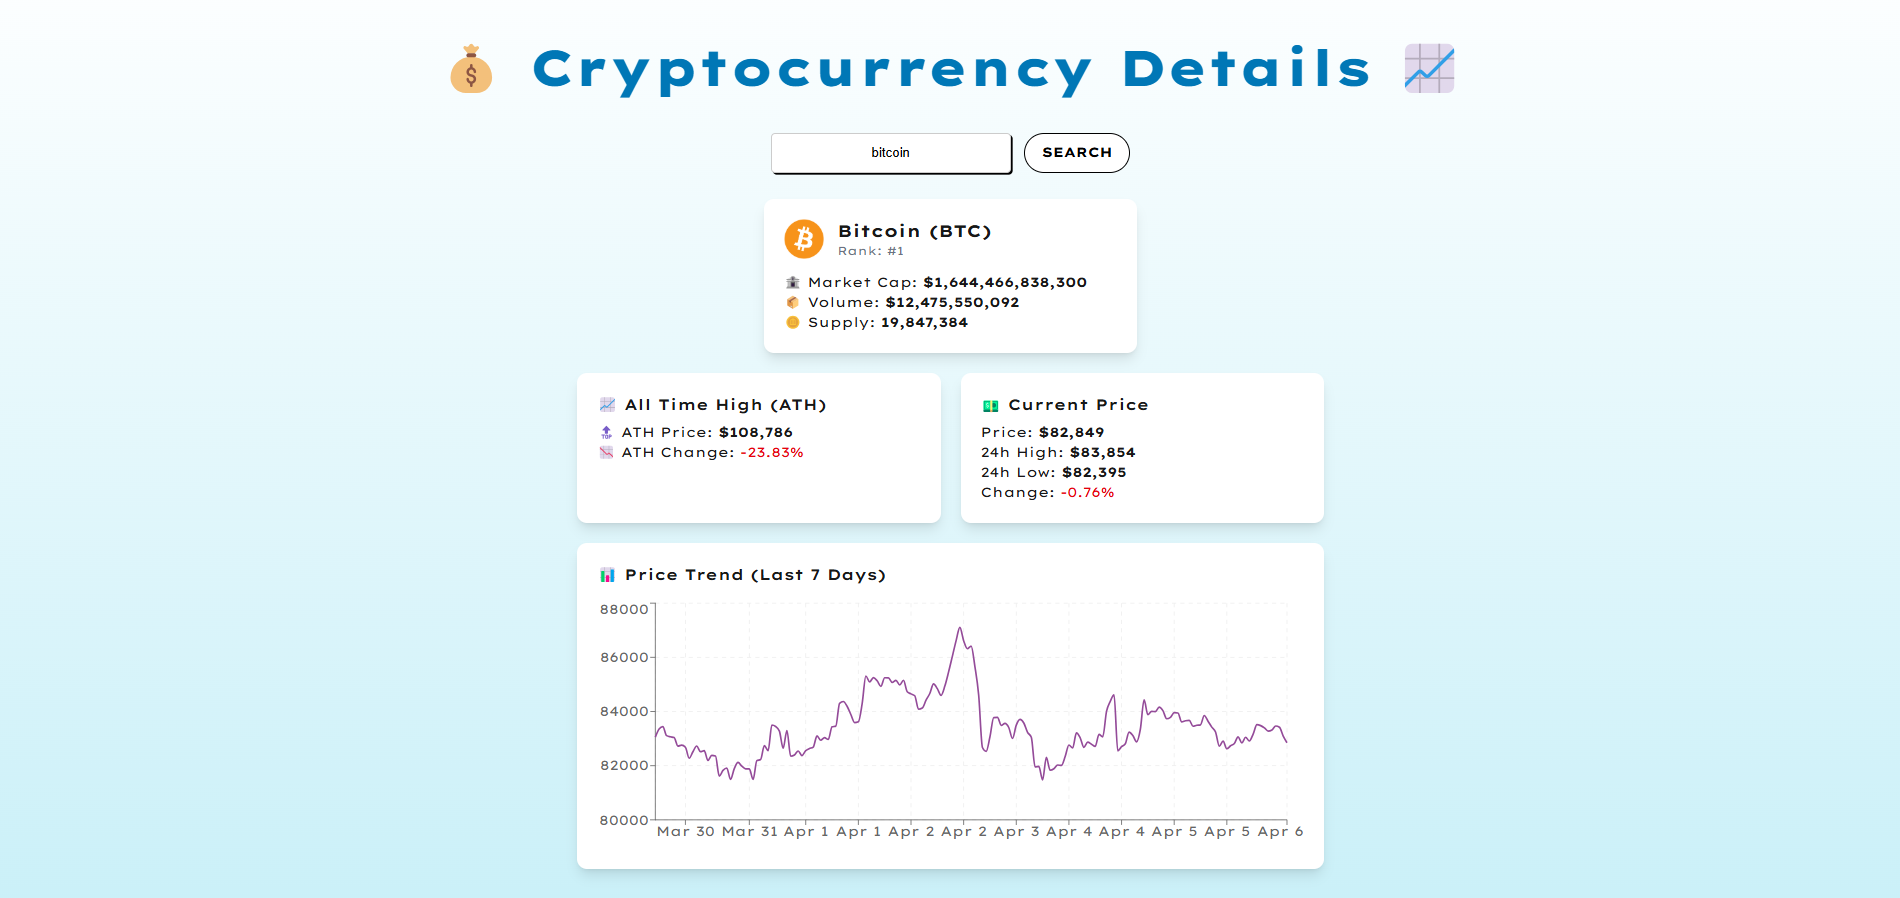 Cryptocurrency Details
bitcoin
SEARCH
Bitcoin (BTC)
Rank: #1
Market Cap: $1,644,466,838,300
Volume: $12,475,550,092
Supply: 19,847,384
All Time High (ATH)
TOP ATH Price: $108,786
ATH Change: -23.83%
Current Price
Price: $82,849
24h High: $83,854
24h Low: $82,395
Change: -0.76%
Price Trend (Last 7 Days)
88000
86000
84000
82000
80000
Mar 30 Mar 31 Apr 1 Apr 1 Apr 2 Apr 2 Apr 3 Apr 4 Apr 4 Apr 5 Apr 5 Apr 6